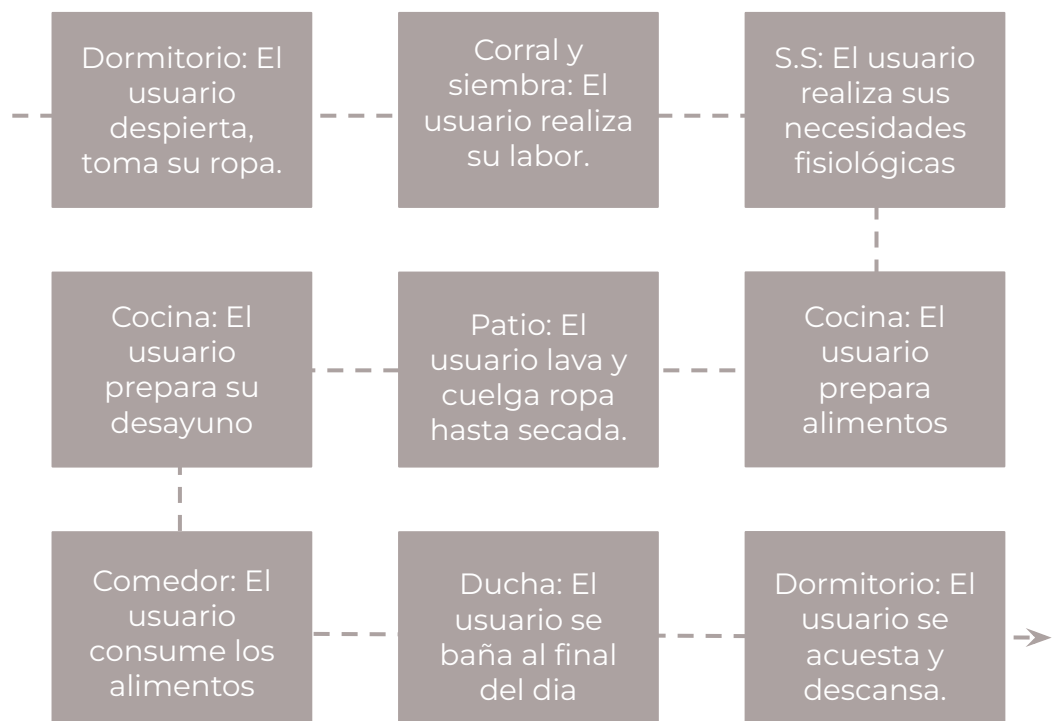 Dormitorio: El
usuario
despierta,
toma su ropa.
Corral y
siembra: El
usuario realiza
su labor.
S.S: El usuario
realiza sus
necesidades
fisiológicas
Cocina: El
usuario
prepara su
desayuno
Patio: El
usuario lava y
cuelga ropa
hasta secada.
Cocina: El
usuario
prepara
alimentos
Comedor: El
usuario
consume los
alimentos
Ducha: El
usuario se
baña al final
del dia
Dormitorio: El
usuario se
acuesta y
descansa.